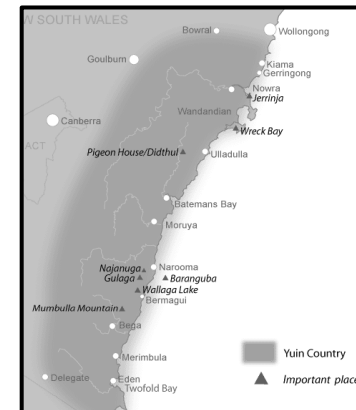 W SOUTH WALES
Bowral
Wollongong
Goulburn
Kiama
Gerringong
Nowra
Jerrinja
Wandandian
Canberra
Wreck Bay
ACT
Pigeon House/Didthul
Ulladulla
Batemans Bay
Moruya
Najanuga
Narooma
Gulaga
Baranguba
Wallaga Lake
Bermagui
Mumbulla Mountain
Bega
Merimbula
Yuin Country
Delegate
Eden
Twofold Bay
Important place